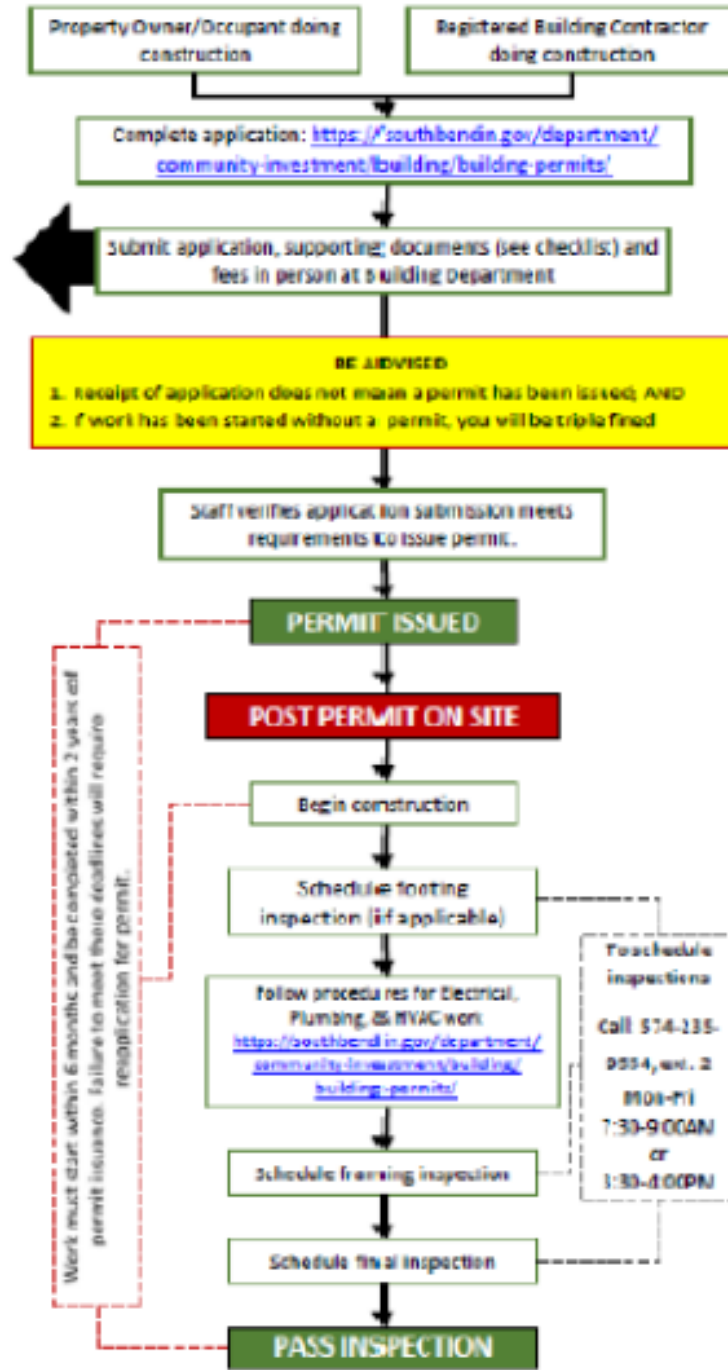 Property Owner/Occupant doing
construction
Registered Building Contractor
doing construction
Complete application: https://southbendin.gov/department/
community-investment/building/building-permits/
Submit application, supporting documents (see checklist) and
fees in person at Building Department
BE ADVISED
1. Receipt of application does not mean a permit has been issued; AND
2. If work has been started without a permit, you will be triple fined
Staff verifies application submission meets
requirements to issue permit.
PERMIT ISSUED
POST PERMIT ON SITE
Begin construction
Schedule footing
inspection (if applicable)
Follow procedures for Electrical,
Plumbing, & HVAC work
https://southbendin.gov/department/
community-investment/building/
building-permits/
Schedule framing inspection
Schedule final inspection
PASS INSPECTION
Work must start within 6 months and be completed within 2 years of
permit issuance. Failure to meet these deadlines will require
reapplication for permit.
To schedule
inspections
Call 574-235-
ext. 2
Mon-Fri
7:30-9:00AM
or
3:30-4:00PM